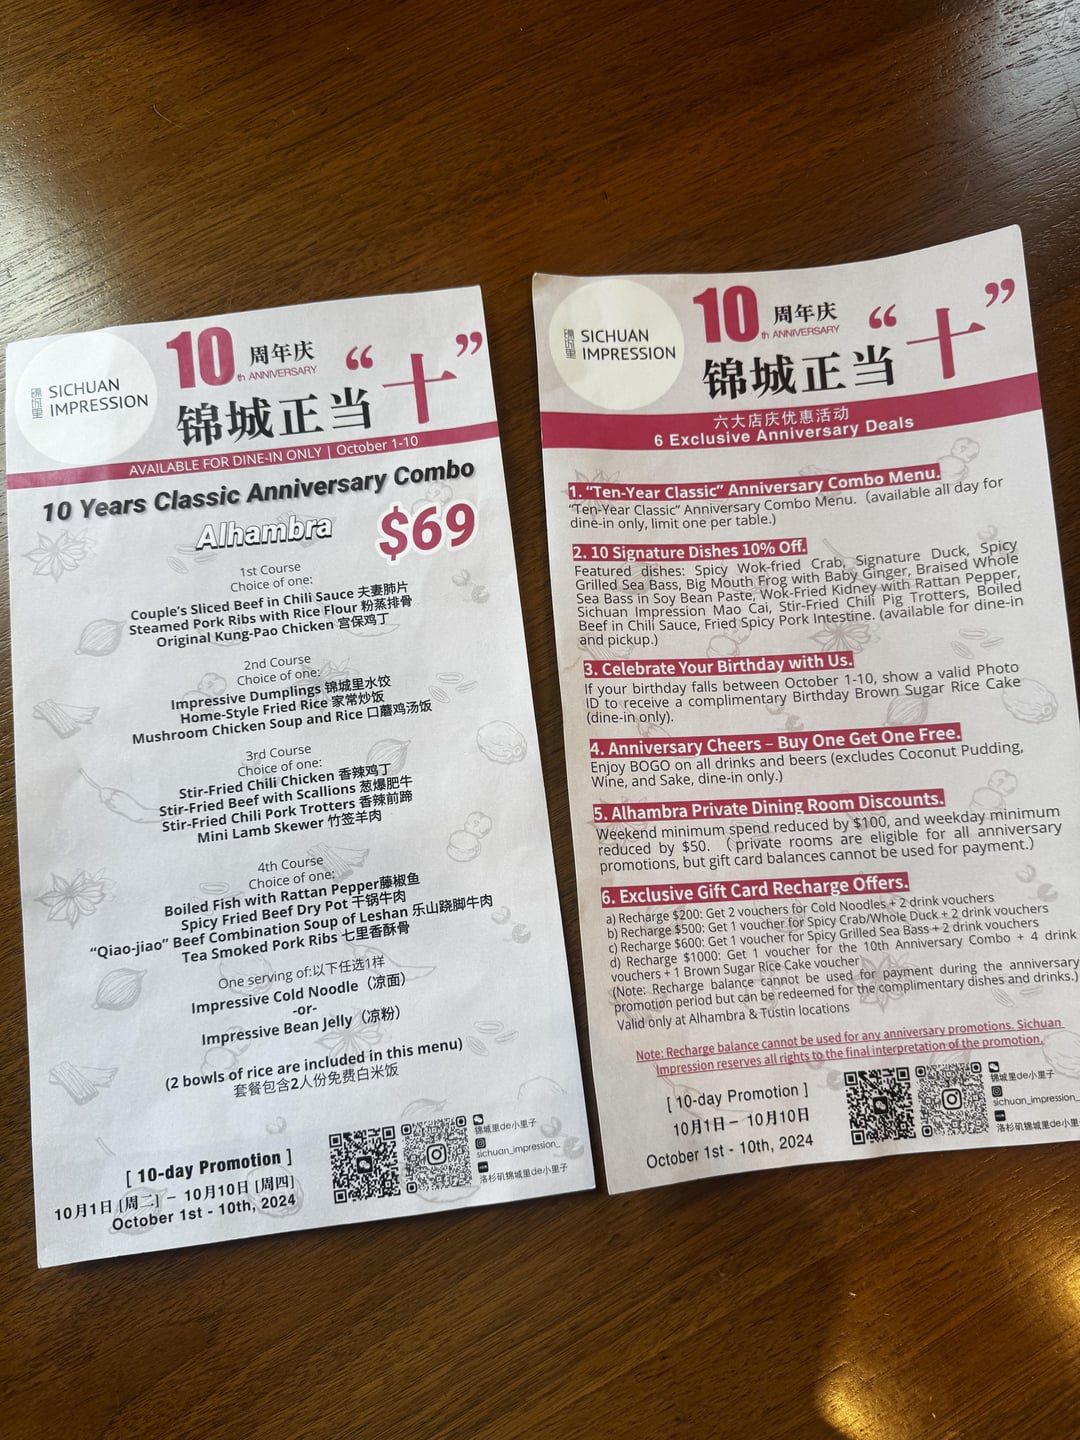 锦城里
SICHUAN
IMPRESSION
10
周年庆
th ANNIVERSARY
锦城正当“十”
AVAILABLE FOR DINE-IN ONLY | October 1-10
10 Years Classic Anniversary Combo
Alhambra
$69
1st Course
Choice of one:
Couple's Sliced Beef in Chili Sauce 夫妻肺片
Steamed Pork Ribs with Rice Flour 粉蒸排骨
Original Kung-Pao Chicken 宫保鸡丁
2nd Course
Choice of one:
Impressive Dumplings 锦城里水饺
Home-Style Fried Rice 家常炒饭
Mushroom Chicken Soup and Rice 口蘑鸡汤饭
3rd Course
Choice of one:
Stir-Fried Chili Chicken 香辣鸡丁
Stir-Fried Beef with Scallions 葱爆肥牛
Stir-Fried Chili Pork Trotters 香辣前蹄
Mini Lamb Skewer 竹签羊肉
4th Course
Choice of one:
Boiled Fish with Rattan Pepper藤椒鱼
Spicy Fried Beef Dry Pot 干锅牛肉
“Qiao-jiao” Beef Combination Soup of Leshan 乐山跷脚牛肉
Tea Smoked Pork Ribs 七里香酥骨
One serving of:以下任选1样
Impressive Cold Noodle（凉面）
-or-
Impressive Bean Jelly（凉粉）
(2 bowls of rice are included in this menu)
套餐包含2人份免费白米饭
[ 10-day Promotion ]
10月1日 [周二] – 10月10日 [周四]
October 1st - 10th, 2024
锦城里de小里子
sichuan_impression_
洛杉矶锦城里de小里子
锦城里
SICHUAN
IMPRESSION
10
周年庆
th ANNIVERSARY
锦城正当“十”
六大店庆优惠活动
6 Exclusive Anniversary Deals
1. “Ten-Year Classic” Anniversary Combo Menu.
“Ten-Year Classic” Anniversary Combo Menu.（available all day for
dine-in only, limit one per table.)
2. 10 Signature Dishes 10% Off.
Featured dishes: Spicy Wok-fried Crab, Signature Duck, Spicy
Grilled Sea Bass, Big Mouth Frog with Baby Ginger, Braised Whole
Sea Bass in Soy Bean Paste, Wok-Fried Kidney with Rattan Pepper,
Sichuan Impression Mao Cai, Stir-Fried Chili Pig Trotters, Boiled
Beef in Chili Sauce, Fried Spicy Pork Intestine. (available for dine-in
and pickup.)
3. Celebrate Your Birthday with Us.
If your birthday falls between October 1-10, show a valid Photo
ID to receive a complimentary Birthday Brown Sugar Rice Cake
(dine-in only).
4. Anniversary Cheers – Buy One Get One Free.
Enjoy BOGO on all drinks and beers (excludes Coconut Pudding,
Wine, and Sake, dine-in only.)
5. Alhambra Private Dining Room Discounts.
Weekend minimum spend reduced by $100, and weekday minimum
reduced by $50.（private rooms are eligible for all anniversary
promotions, but gift card balances cannot be used for payment.)
6. Exclusive Gift Card Recharge Offers.
a) Recharge $200: Get 2 vouchers for Cold Noodles + 2 drink vouchers
b) Recharge $500: Get 1 voucher for Spicy Crab/Whole Duck + 2 drink vouchers
c) Recharge $600: Get 1 voucher for Spicy Grilled Sea Bass + 2 drink vouchers
d) Recharge $1000: Get 1 voucher for the 10th Anniversary Combo + 4 drink
vouchers + 1 Brown Sugar Rice Cake voucher
(Note: Recharge balance cannot be used for payment during the anniversary
promotion period but can be redeemed for the complimentary dishes and drinks.)
Valid only at Alhambra & Tustin locations
Note: Recharge balance cannot be used for any anniversary promotions. Sichuan
Impression reserves all rights to the final interpretation of the promotion.
[ 10-day Promotion ]
10月1日 – 10月10日
October 1st - 10th, 2024
锦城里de小里子
sichuan_impression_
洛杉矶锦城里de小里